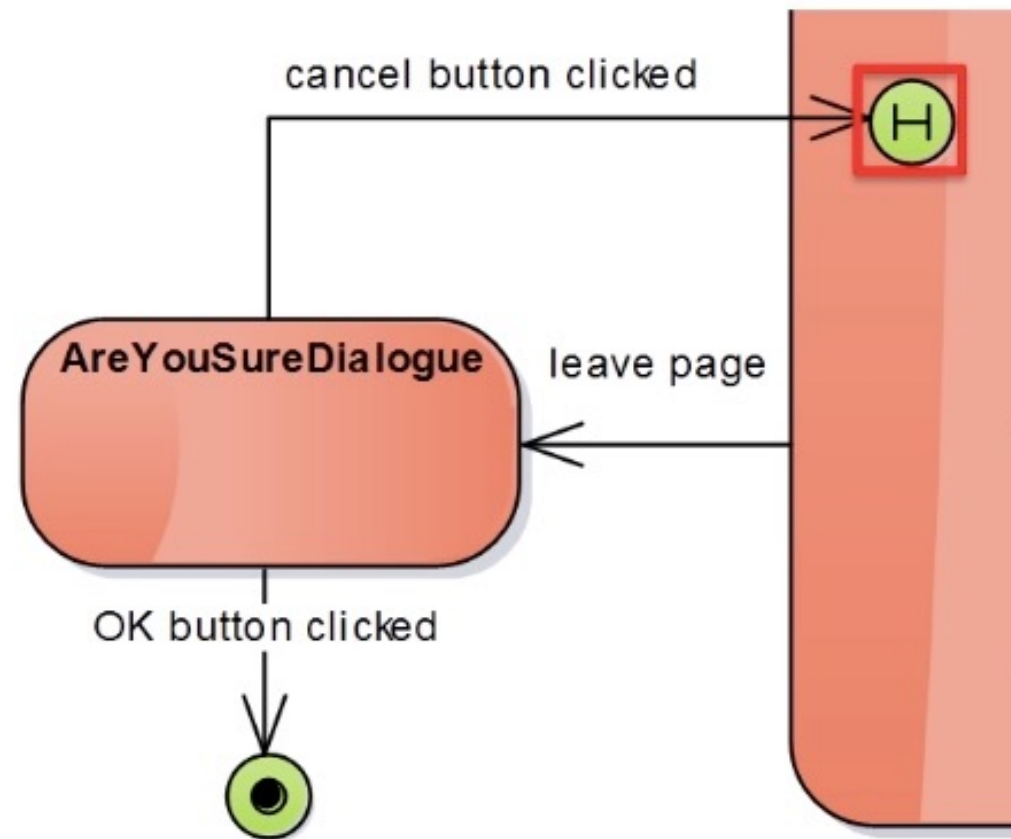 cancel button clicked
H
AreYouSureDialogue
leave page
OK button clicked